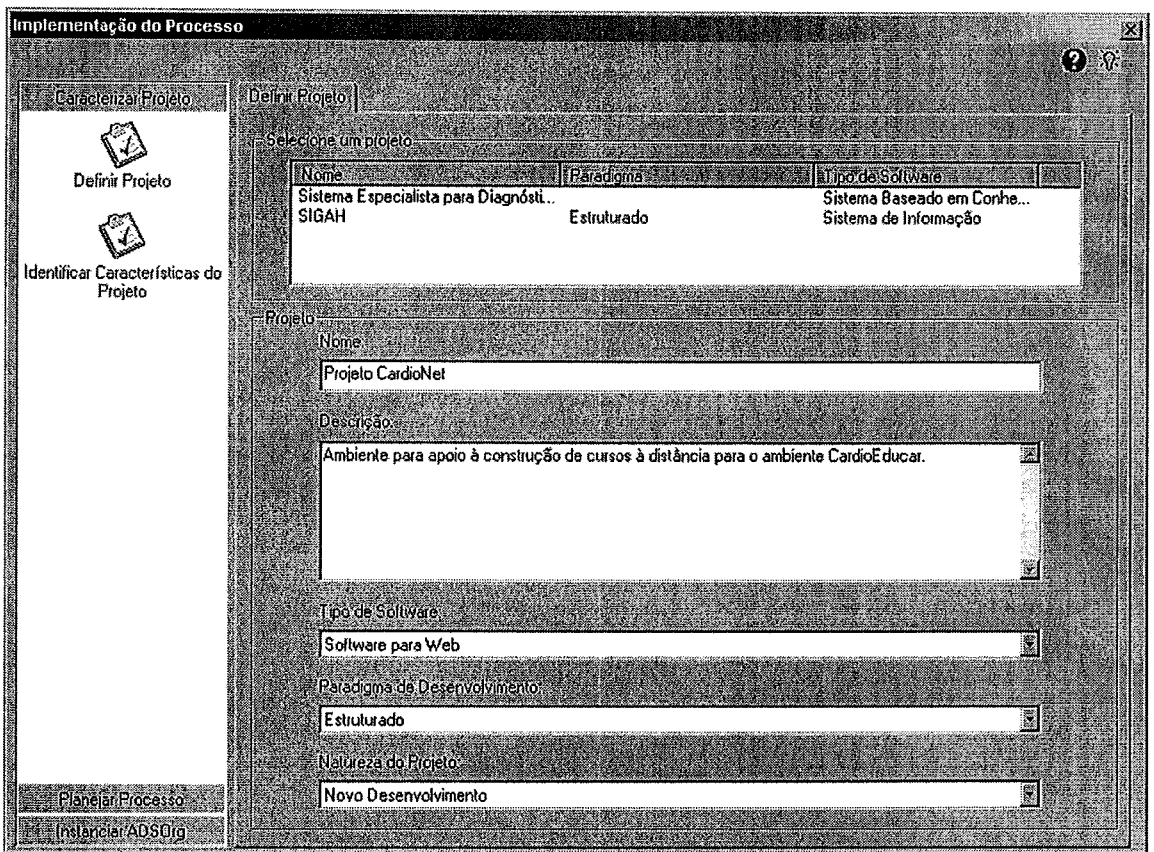 Implementação do Processo
Caracterizar Projeto
Definir Projeto
Identificar Características do
Projeto
Planejar Processo
Instanciar ADSOrg
Definir Projeto
Selecione um projeto
Nome Paradigma Tipo de Software
Sistema Especialista para Diagnósti... Sistema Baseado em Conhe...
SIGAH Estruturado Sistema de Informação
Projeto
Nome
Projeto CardioNet
Descrição:
Ambiente para apoio à construção de cursos à distância para o ambiente CardioEducar.
Tipo de Software:
Software para Web
Paradigma de Desenvolvimento:
Estruturado
Natureza do Projeto:
Novo Desenvolvimento